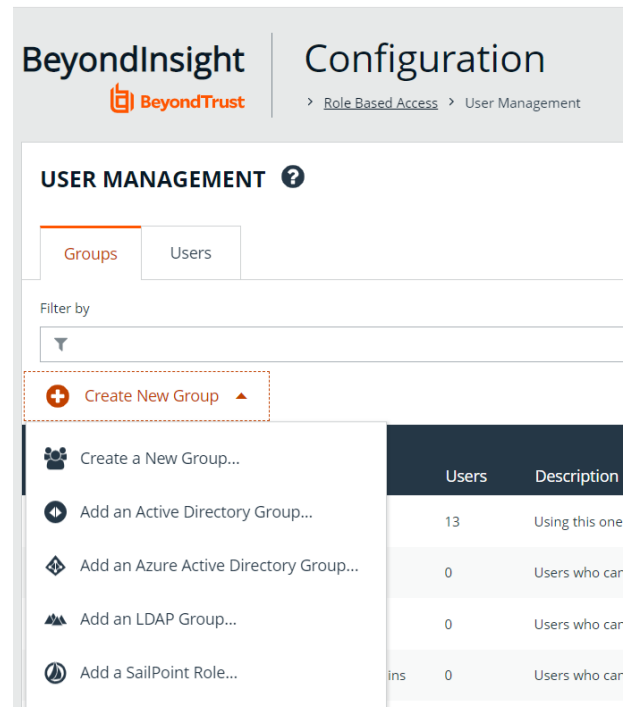 BeyondInsight
BeyondTrust
Configuration
> Role Based Access > User Management
USER MANAGEMENT ?
Groups Users
Filter by
Create New Group
Create a New Group...
Add an Active Directory Group...
Add an Azure Active Directory Group...
Add an LDAP Group...
Add a SailPoint Role...
Users Description
13 Using this one
0 Users who can
0 Users who can
ins 0 Users who can